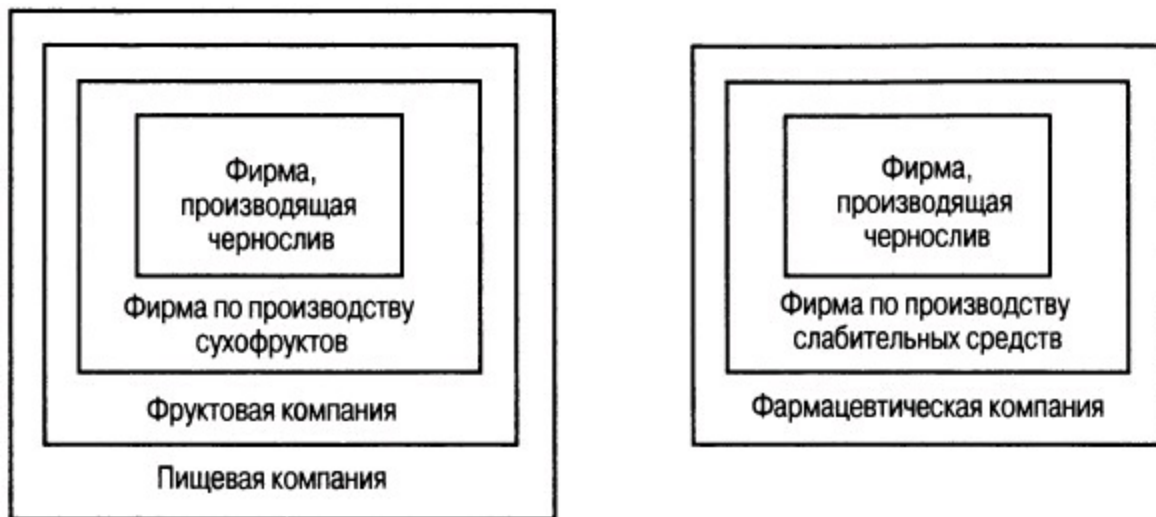 Фирма,
производящая
чернослив
Фирма по производству
сухофруктов
Фруктовая компания
Пищевая компания
Фирма,
производящая
чернослив
Фирма по производству
слабительных средств
Фармацевтическая компания